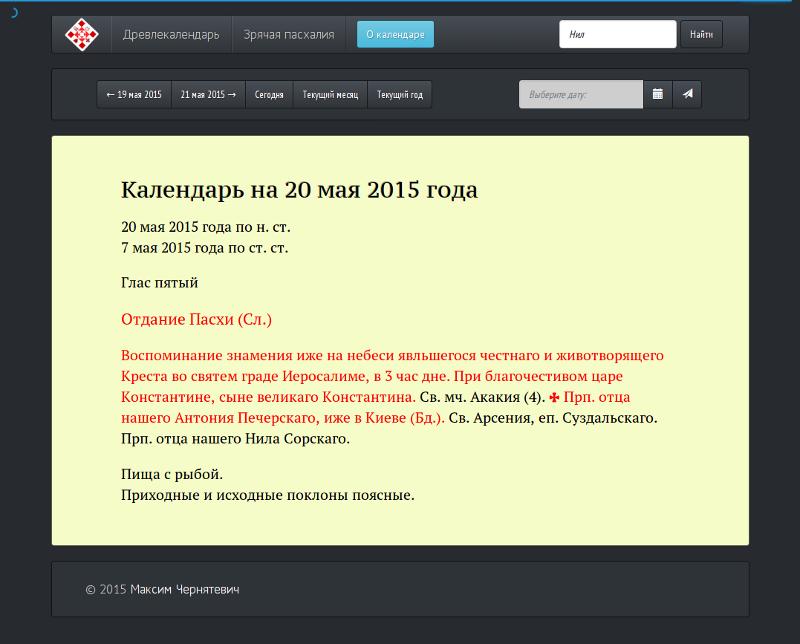 Древлекалендарь Зрячая пасхалия О календаре Нил Найти
← 19 мая 2015 21 мая 2015 → Сегодня Текущий месяц Текущий год Выберите дату:
Календарь на 20 мая 2015 года
20 мая 2015 года по н. ст.
7 мая 2015 года по ст. ст.
Глас пятый
Отдание Пасхи (Сл.)
Воспоминание знамения иже на небеси явльшегося честнаго и животворящего
Креста во святем граде Иеросалиме, в 3 час дне. При благочестивом царе
Константине, сыне великаго Константина. Св. мч. Акакия (4). ✠ Прп. отца
нашего Антония Печерскаго, иже в Киеве (Бд.). Св. Арсения, еп. Суздальскаго.
Прп. отца нашего Нила Сорскаго.
Пища с рыбой.
Приходные и исходные поклоны поясные.
© 2015 Максим Чернятевич